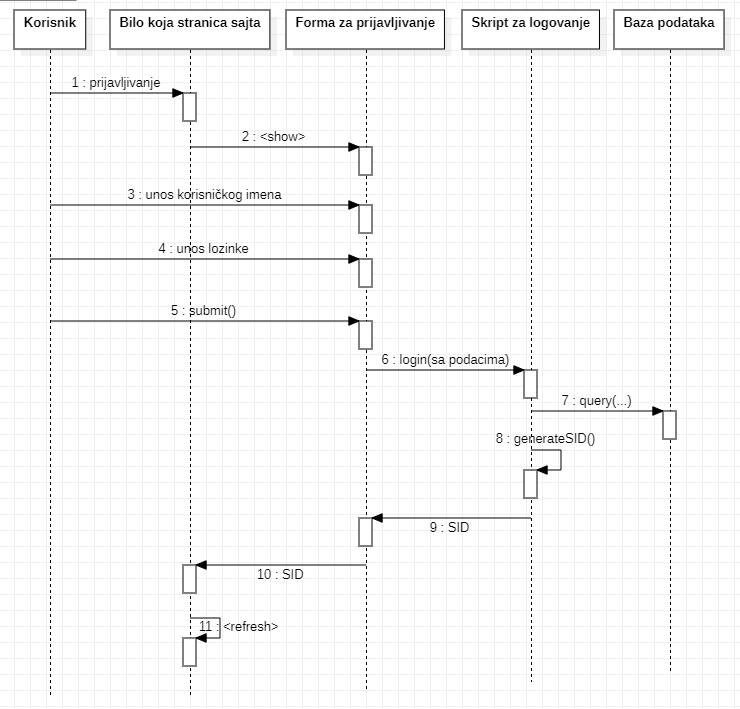 Korisnik
Bilo koja stranica sajta
Forma za prijavljivanje
Skript za logovanje
Baza podataka
1 : prijavljivanje
2 : <show>
3 : unos korisničkog imena
4 : unos lozinke
5 : submit()
6 : login(sa podacima)
7 : query(...)
8 : generateSID()
9 : SID
10 : SID
11 : <refresh>